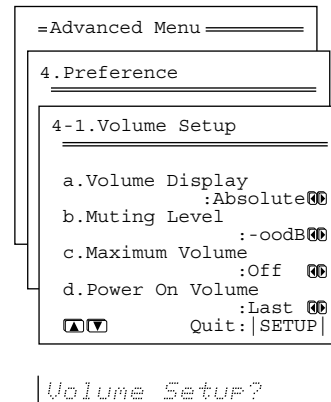 =Advanced Menu
4.Preference
4-1.Volume Setup
a.Volume Display
:Absolute
b.Muting Level
:-oodB
c.Maximum Volume
:Off
d.Power On Volume
:Last
Quit:|SETUP|
Volume Setup?